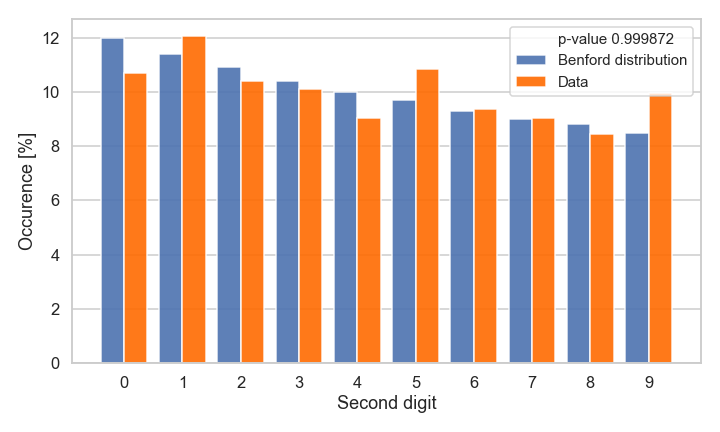 p-value 0.999872
Benford distribution
Data
Occurence [%]
12
10
8
6
4
2
0
0 1 2 3 4 5 6 7 8 9
Second digit